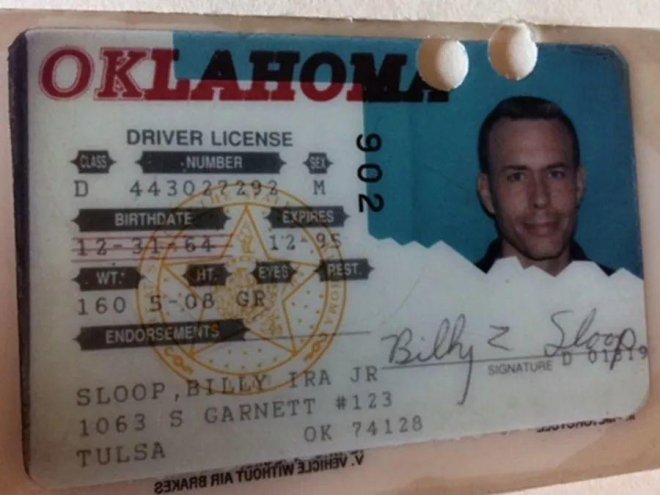 OKLAHOMA
DRIVER LICENSE
CLASS NUMBER SEX
D 443027292 M
902
BIRTHDATE EXPIRES
12-31-64 12-95
WT. HT. EYES REST.
160 5-08 GR
ENDORSEMENTS
Billy I Sloop
SIGNATURE D
SLOOP,BILLY IRA JR
1063 S GARNETT #123
TULSA OK 74128
V. VEHICLE WITHOUT AIR BRAKES